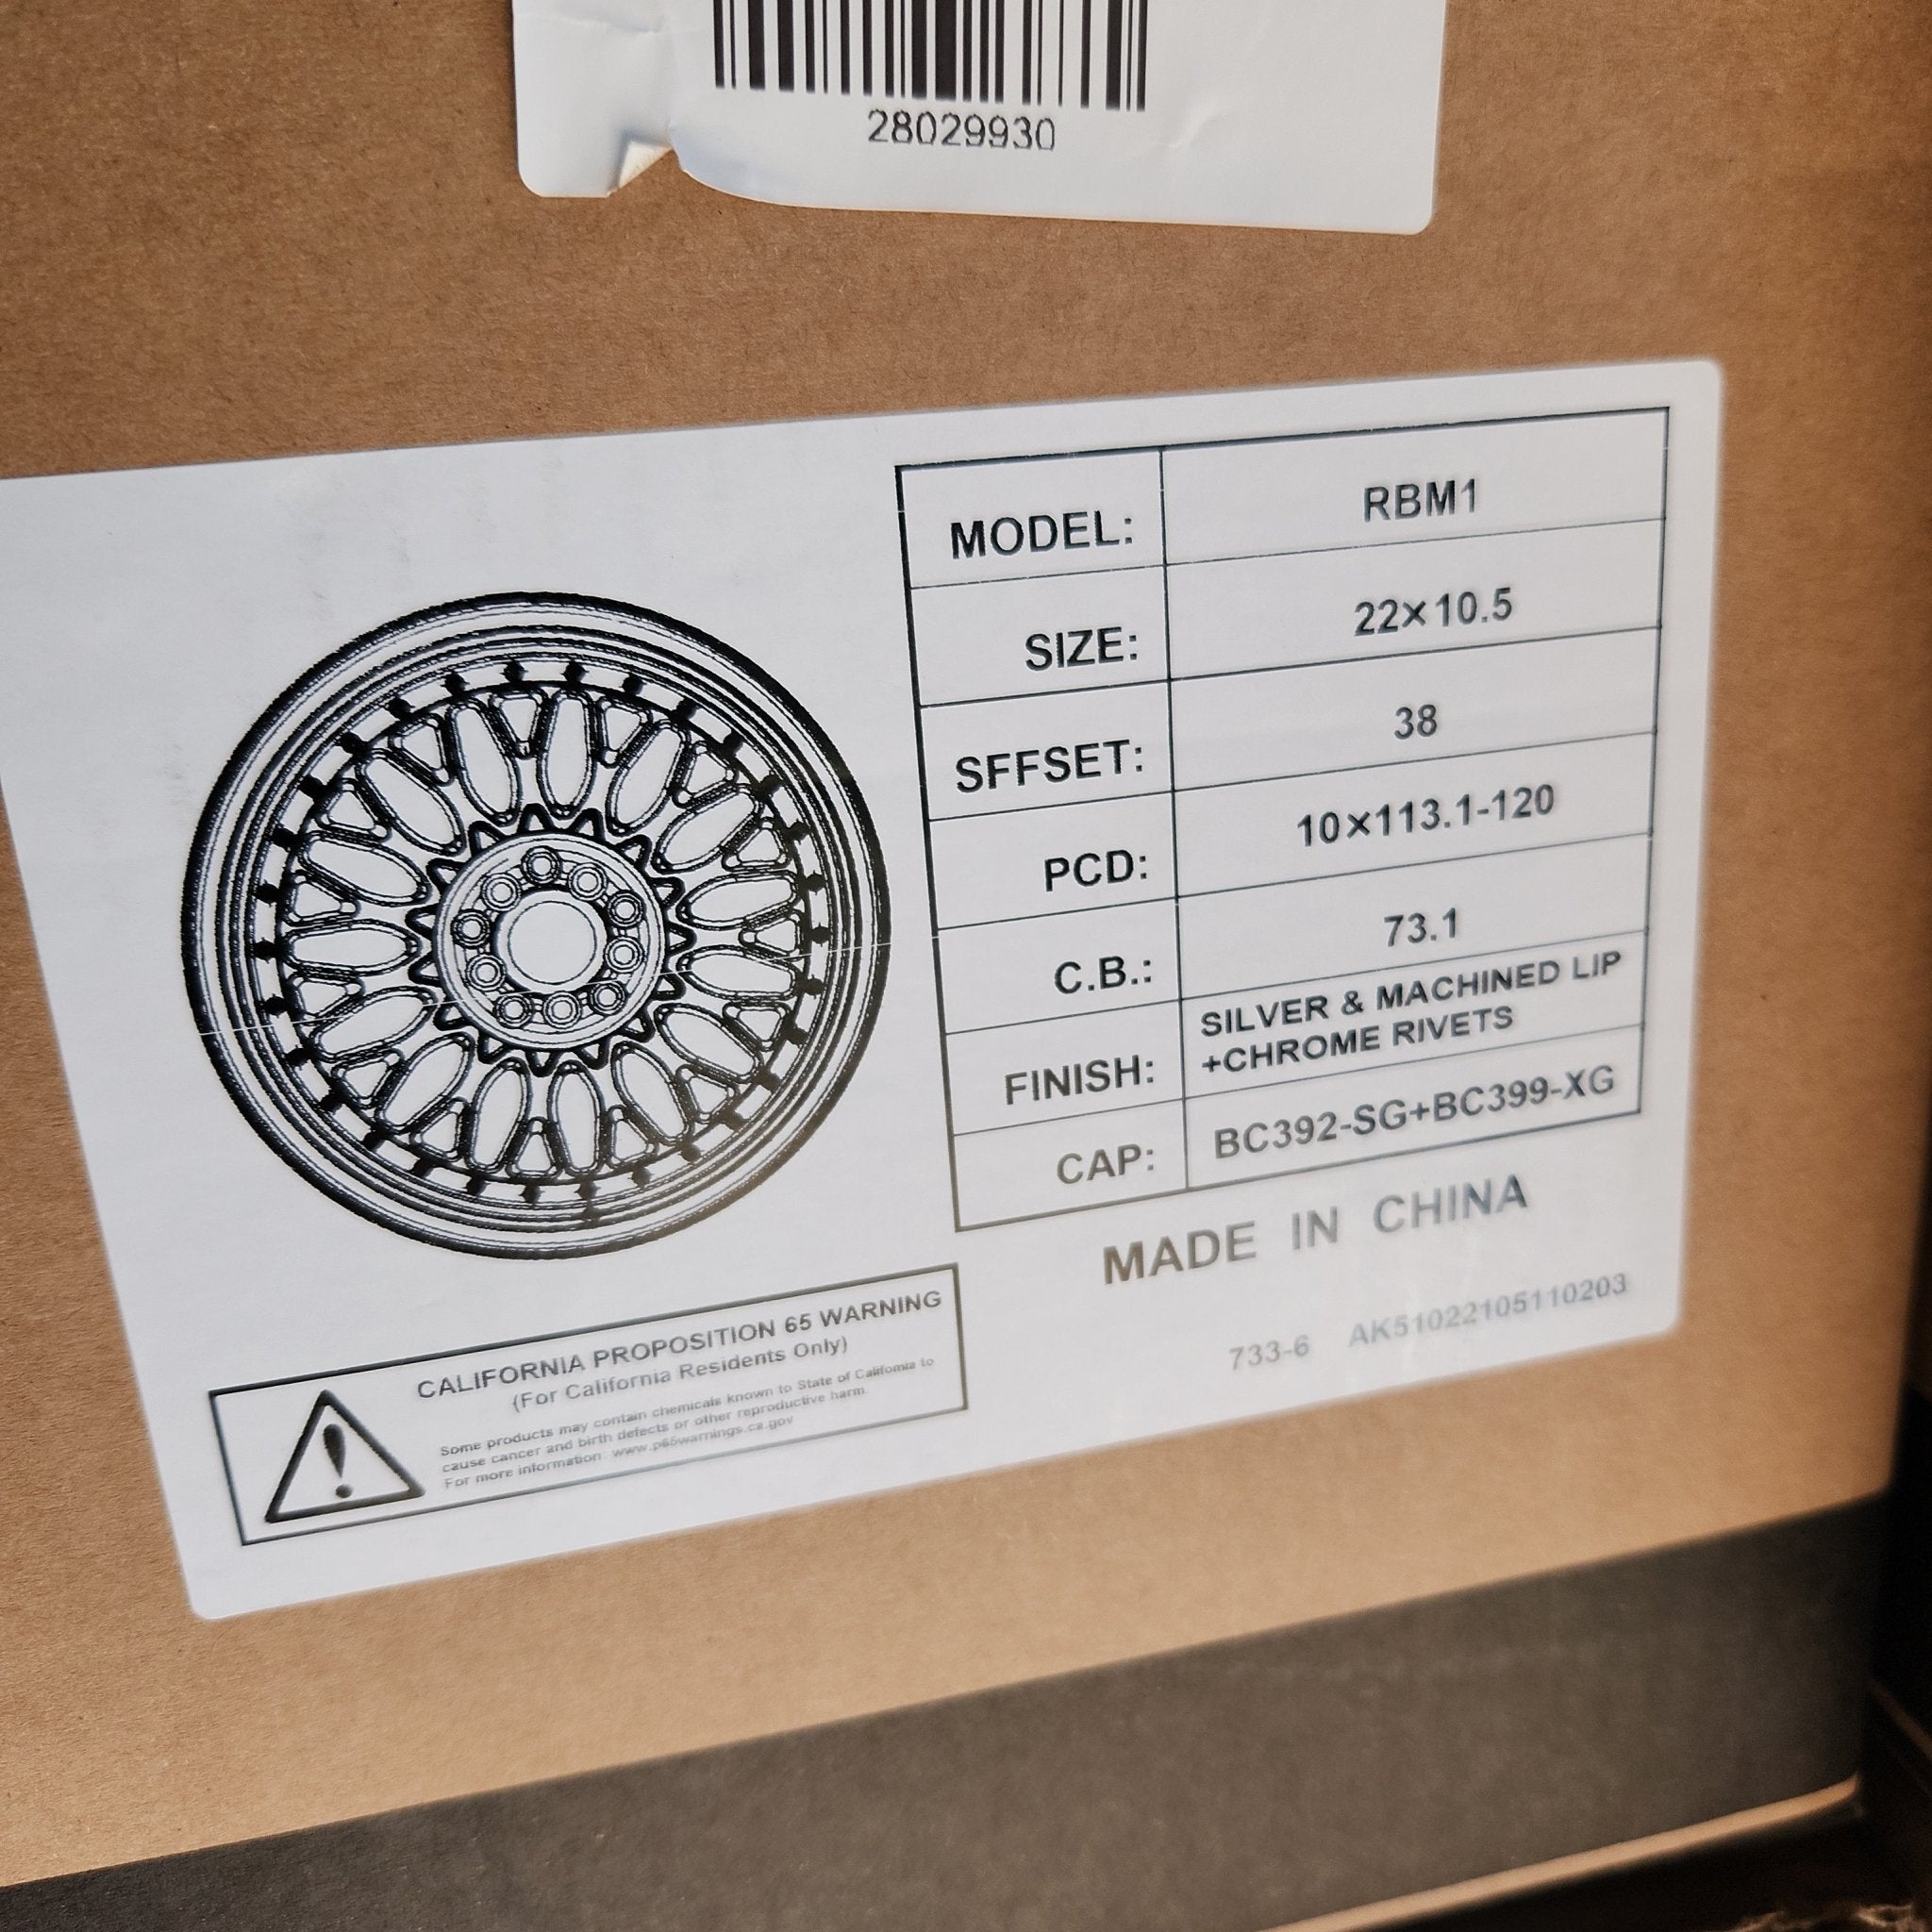 28029930
MODEL: RBM1
SIZE: 22×10.5
SFFSET: 38
PCD: 10×113.1-120
C.B.: 73.1
FINISH: SILVER & MACHINED LIP
+CHROME RIVETS
CAP: BC392-SG+BC399-XG
MADE IN CHINA
733-6 AK51022105110203
CALIFORNIA PROPOSITION 65 WARNING
(For California Residents Only)
Some products may contain chemicals known to State of California to
cause cancer and birth defects or other reproductive harm.
For more information: www.p65warnings.ca.gov